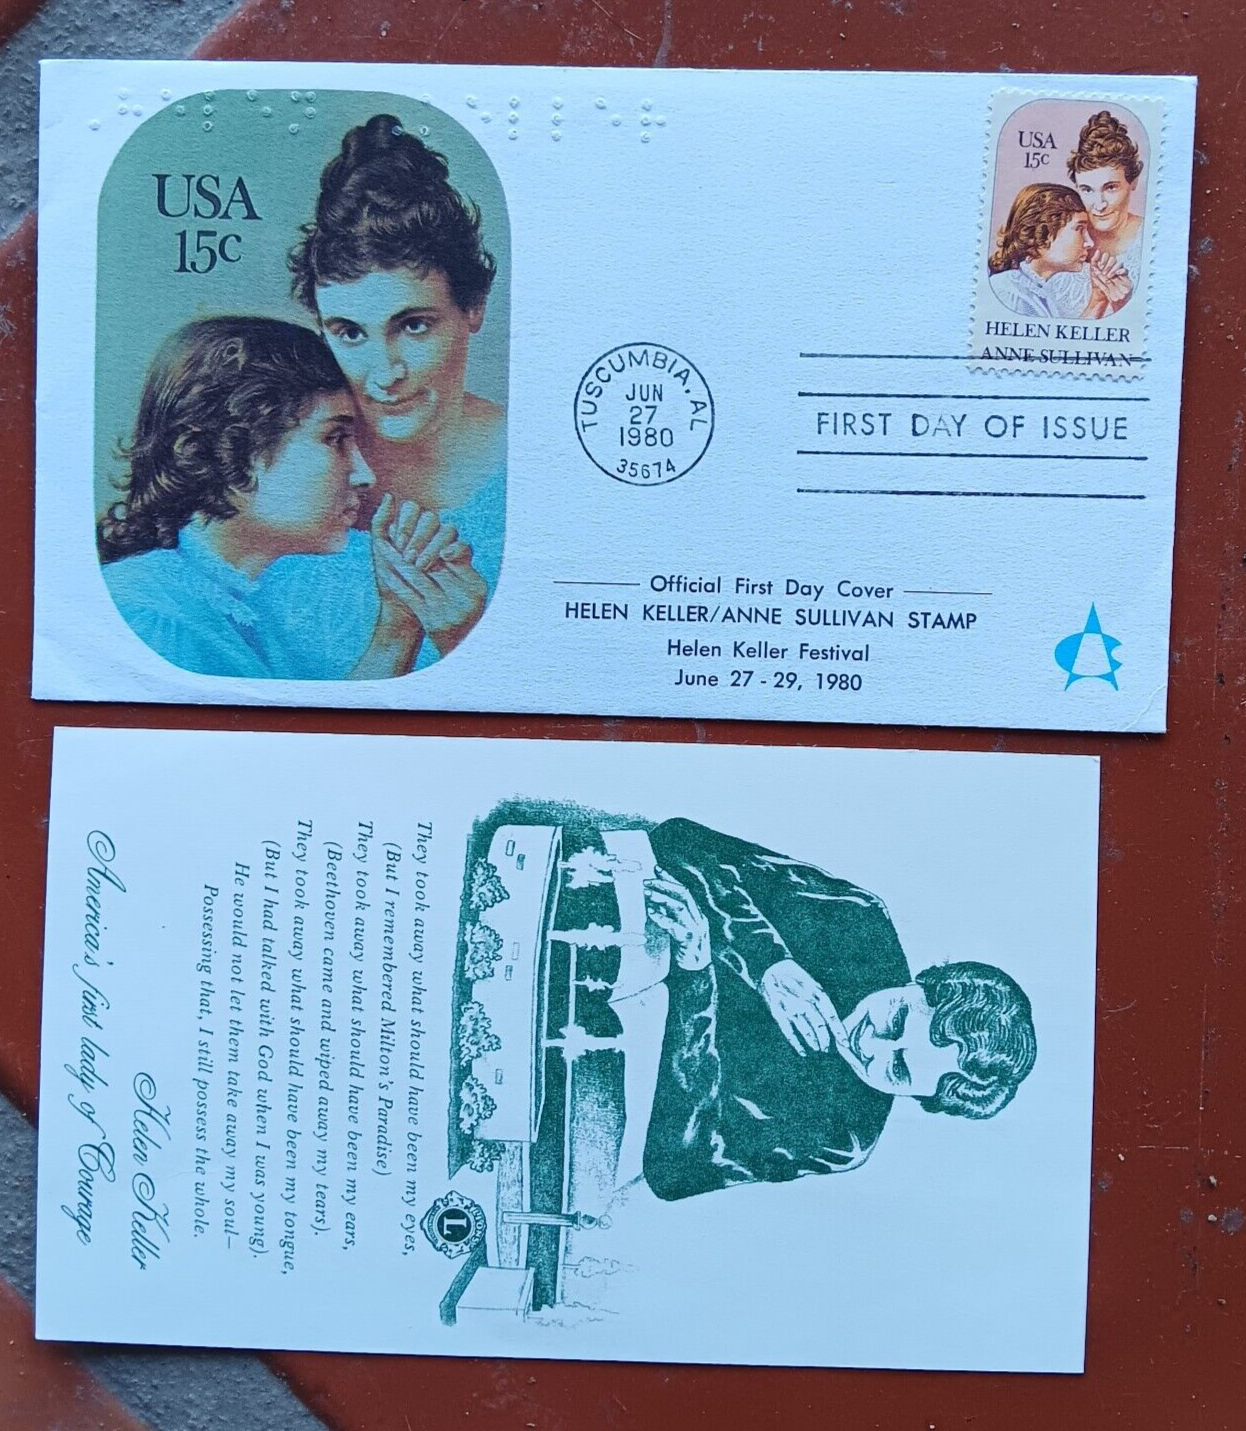 USA
15c
USA
15c
HELEN KELLER
ANNE SULLIVAN
TUSCUMBIA, AL
JUN
27
1980
35674
FIRST DAY OF ISSUE
Official First Day Cover
HELEN KELLER/ANNE SULLIVAN STAMP
Helen Keller Festival
June 27 - 29, 1980
They took away what should have been my eyes,
(But I remembered Milton's Paradise)
They took away what should have been my ears,
(Beethoven came and wiped away my tears).
They took away what should have been my tongue,
(But I had talked with God when I was young).
He would not let them take away my soul—
Possessing that, I still possess the whole.
Helen Keller
America's first lady of Courage
L